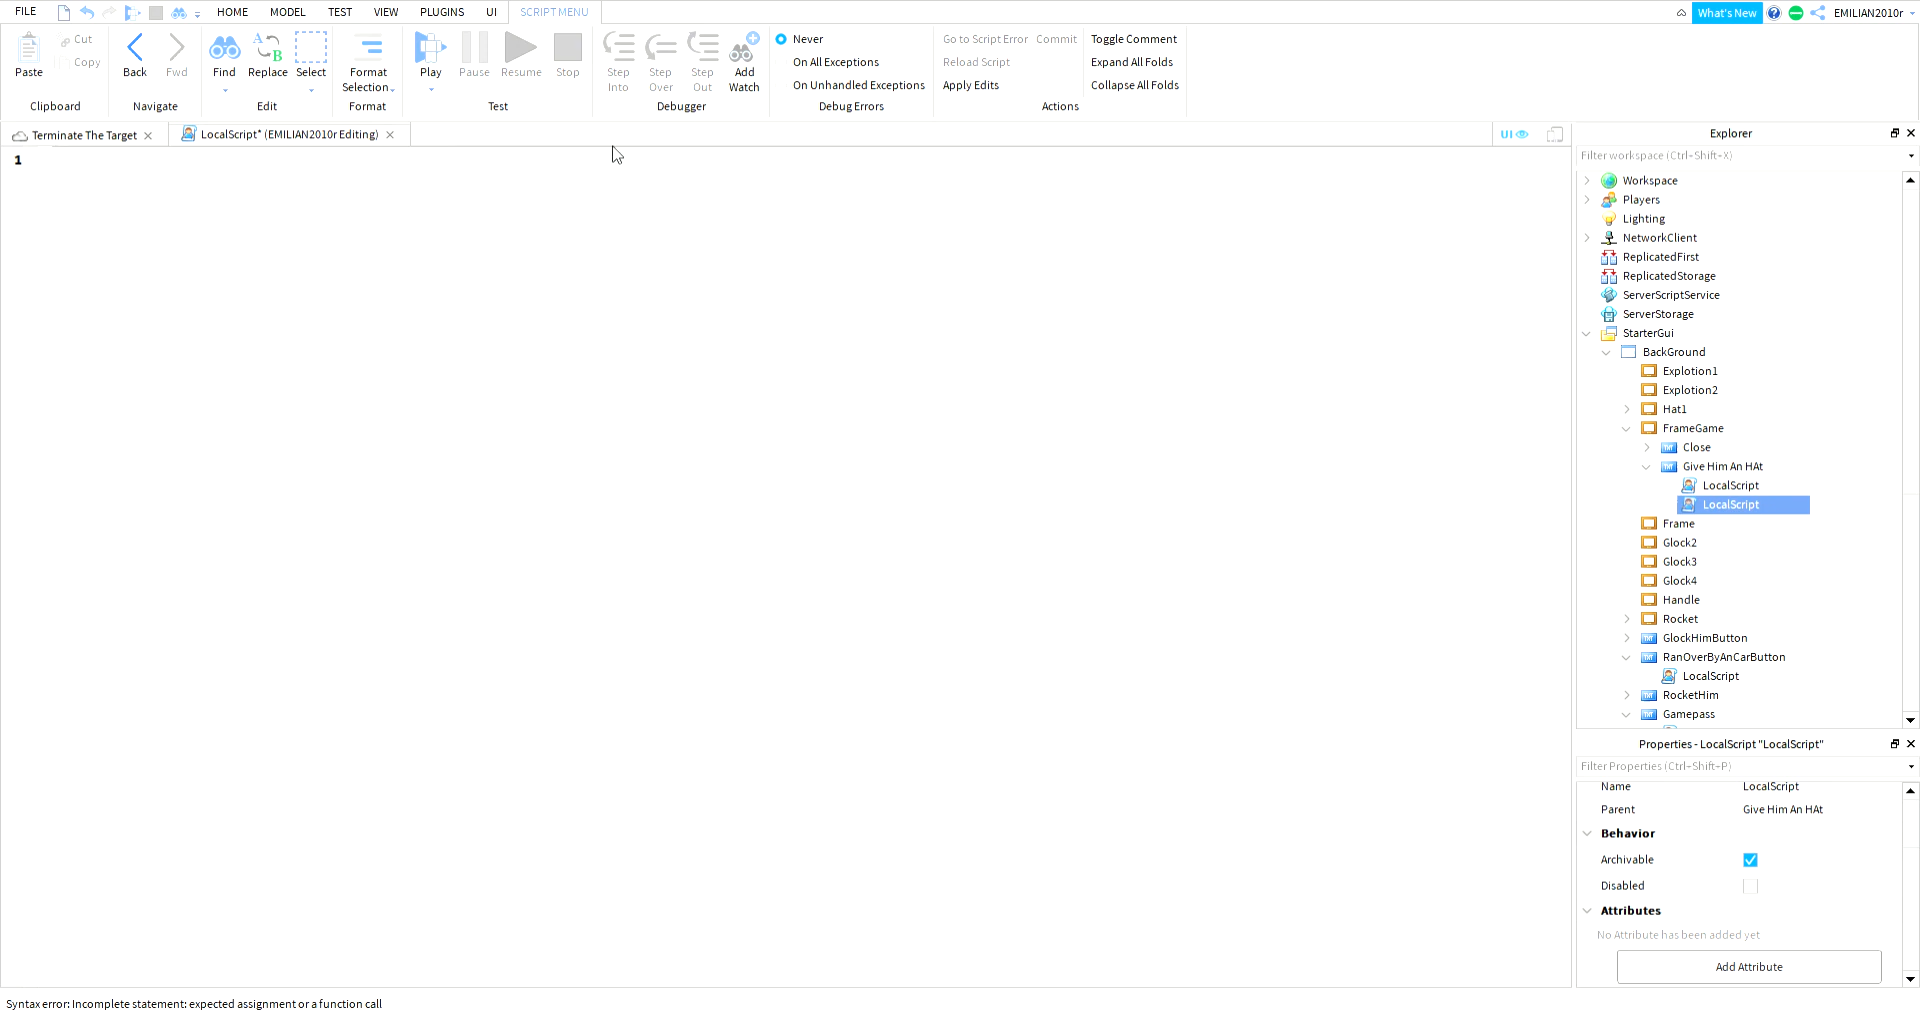 FILE HOME MODEL TEST VIEW PLUGINS UI SCRIPT MENU What's New EMILIAN2010r
Paste Cut Copy Clipboard
Back Fwd Navigate
Find Replace Select Edit
Format Selection Format
Play Pause Resume Stop Test
Step Into Step Over Step Out Add Watch Debugger
Never
On All Exceptions
On Unhandled Exceptions
Debug Errors
Go to Script Error Commit
Reload Script
Apply Edits
Toggle Comment
Expand All Folds
Collapse All Folds
Actions
Terminate The Target LocalScript* (EMILIAN2010r Editing) UI
1
Explorer
Filter workspace (Ctrl+Shift+X)
Workspace
Players
Lighting
NetworkClient
ReplicatedFirst
ReplicatedStorage
ServerScriptService
ServerStorage
StarterGui
BackGround
Explotion1
Explotion2
Hat1
FrameGame
Close
Give Him An HAt
LocalScript
LocalScript
Frame
Glock2
Glock3
Glock4
Handle
Rocket
GlockHimButton
RanOverByAnCarButton
LocalScript
RocketHim
Gamepass
Properties - LocalScript "LocalScript"
Filter Properties (Ctrl+Shift+P)
Name LocalScript
Parent Give Him An HAt
Behavior
Archivable
Disabled
Attributes
No Attribute has been added yet
Add Attribute
Syntax error: Incomplete statement: expected assignment or a function call